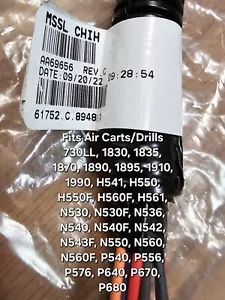 MSSL CHIH
AA69656 REV
DATE:09/20/22 09:28:54
61752.C.8948
Fits Air Carts/Drills
730LL, 1830, 1835,
1870, 1890, 1895, 1910,
1990, H541, H550,
H550F, H560F, H561,
N530, N530F, N536,
N540, N540F, N542,
N543F, N550, N560,
N560F, P540, P556,
P576, P640, P670,
P680